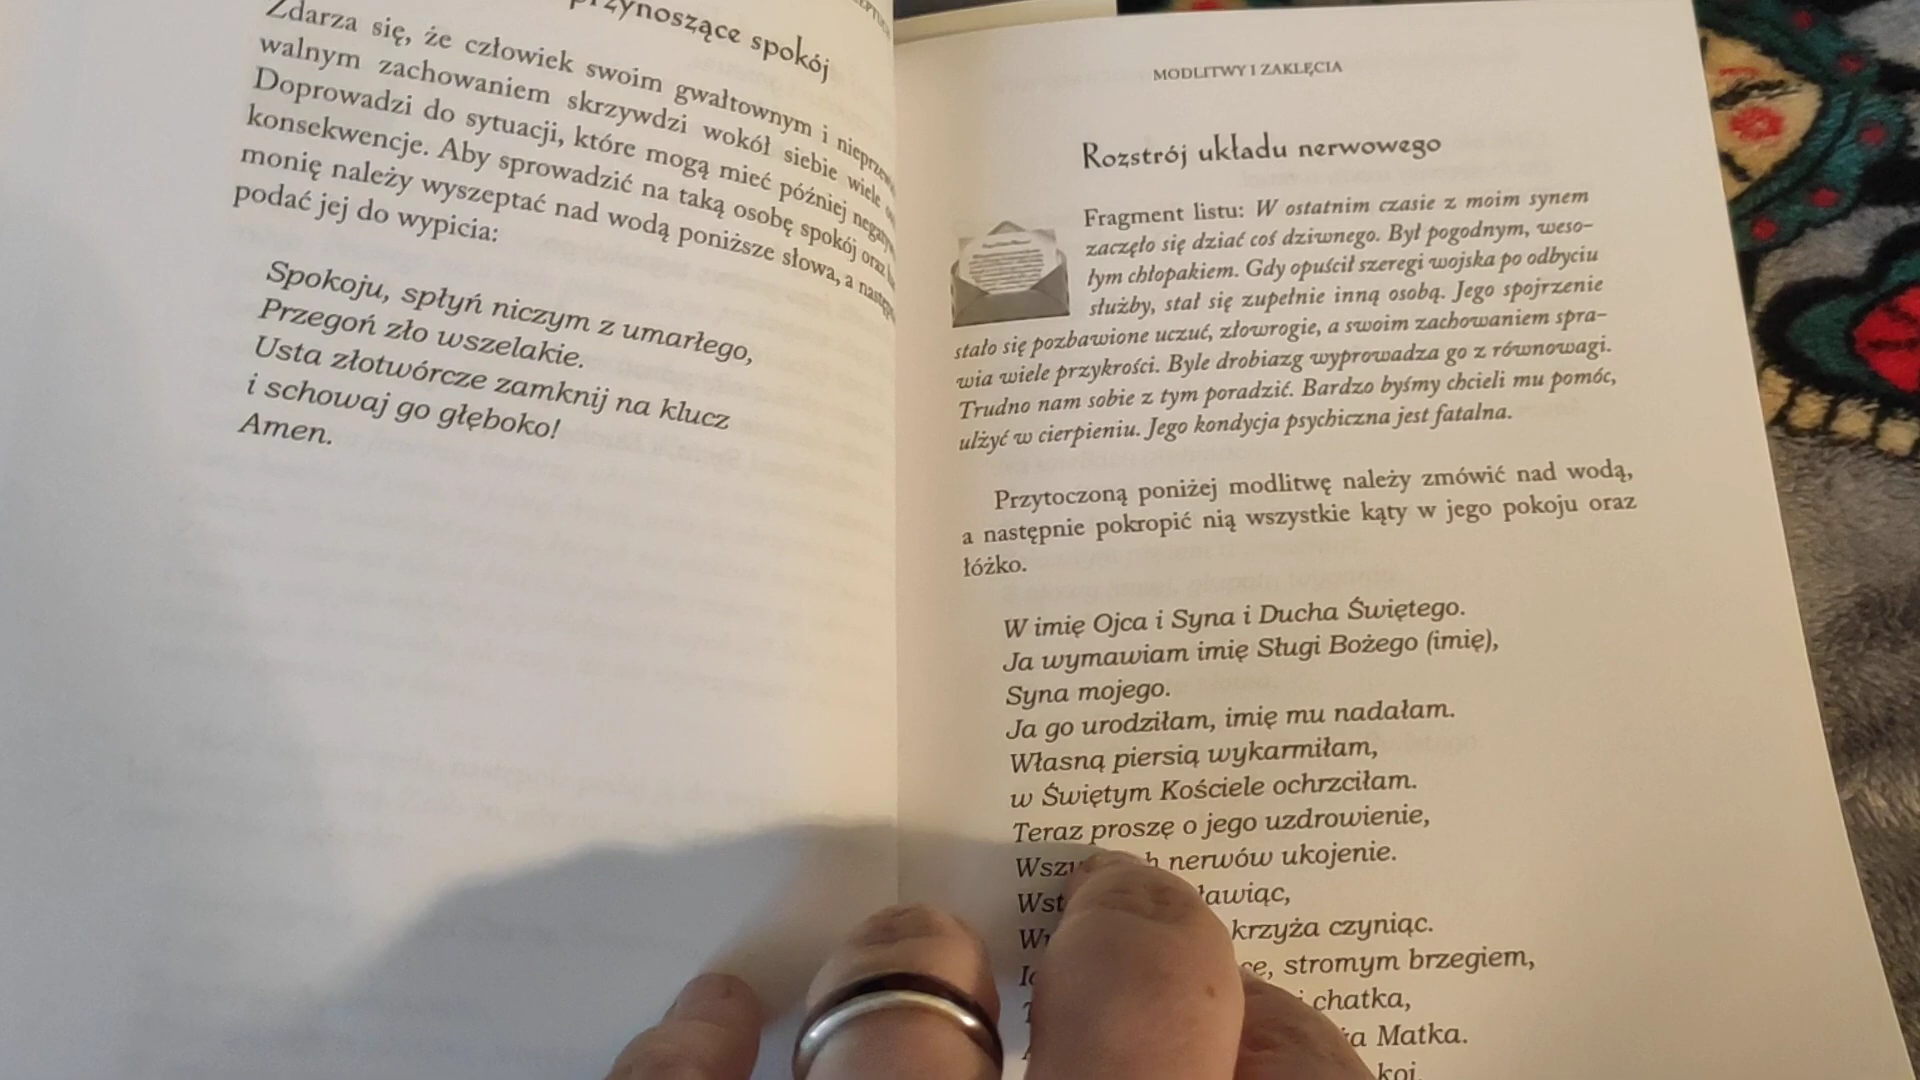 przynoszące spokój
Zdarza się, że człowiek swoim gwałtownym i
walnym zachowaniem skrzywdzi wokół siebie wiele
Doprowadzi do sytuacji, które mogą mieć później
konsekwencje. Aby sprowadzić na taką osobę spokój oraz
monię należy wyszeptać nad wodą poniższe słowa, a
podać jej do wypicia:
Spokoju, spłyń niczym z umarłego,
Przegoń zło wszelakie.
Usta złotwórcze zamknij na klucz
i schowaj go głęboko!
Amen.
MODLITWY I ZAKLĘCIA
Rozstrój układu nerwowego
Fragment listu: W ostatnim czasie z moim synem
zaczęło się dziać coś dziwnego. Był pogodnym, weso-
łym chłopakiem. Gdy opuścił szeregi wojska po odbyciu
służby, stał się zupełnie inną osobą. Jego spojrzenie
stało się pozbawione uczuć, złowrogie, a swoim zachowaniem spra-
wia wiele przykrości. Byle drobiazg wyprowadza go z równowagi.
Trudno nam sobie z tym poradzić. Bardzo byśmy chcieli mu pomóc,
ulżyć w cierpieniu. Jego kondycja psychiczna jest fatalna.
Przytoczoną poniżej modlitwę należy zmówić nad wodą,
a następnie pokropić nią wszystkie kąty w jego pokoju oraz
łóżko.
W imię Ojca i Syna i Ducha Świętego.
Ja wymawiam imię Sługi Bożego (imię),
Syna mojego.
Ja go urodziłam, imię mu nadałam.
Własną piersią wykarmiłam,
w Świętym Kościele ochrzciłam.
Teraz proszę o jego uzdrowienie,
nerwów ukojenie.
krzyża czyniąc.
stromym brzegiem,
chatka,
Matka.